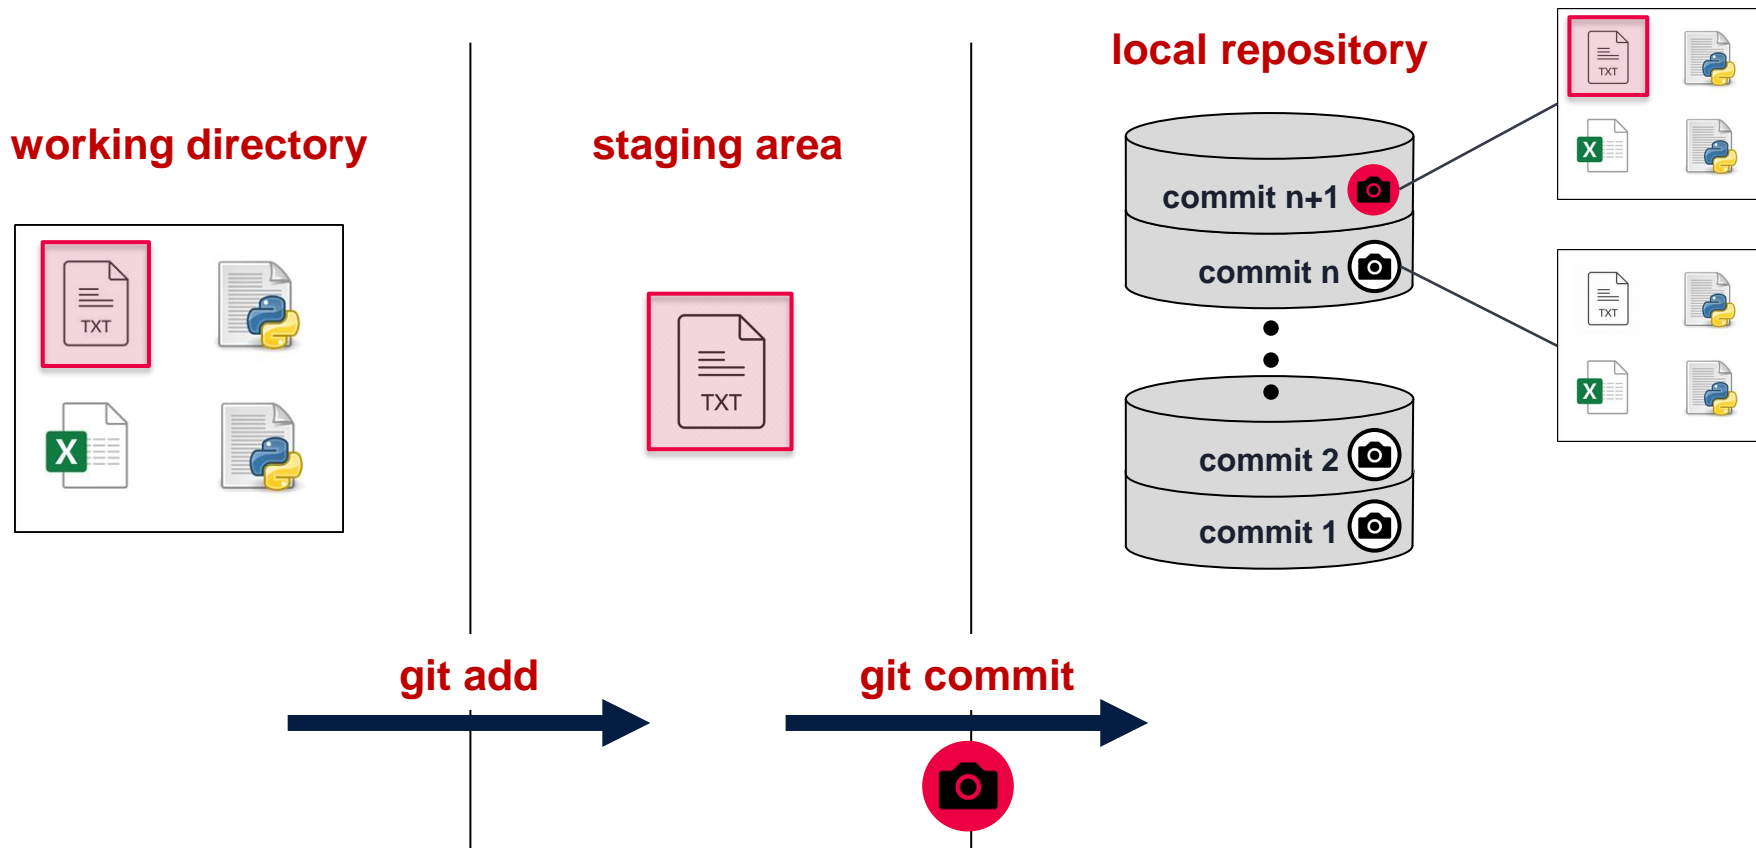 local repository
working directory
staging area
commit n+1
commit n
commit 2
commit 1
TXT
X
TXT
TXT
X
TXT
X
git add
git commit